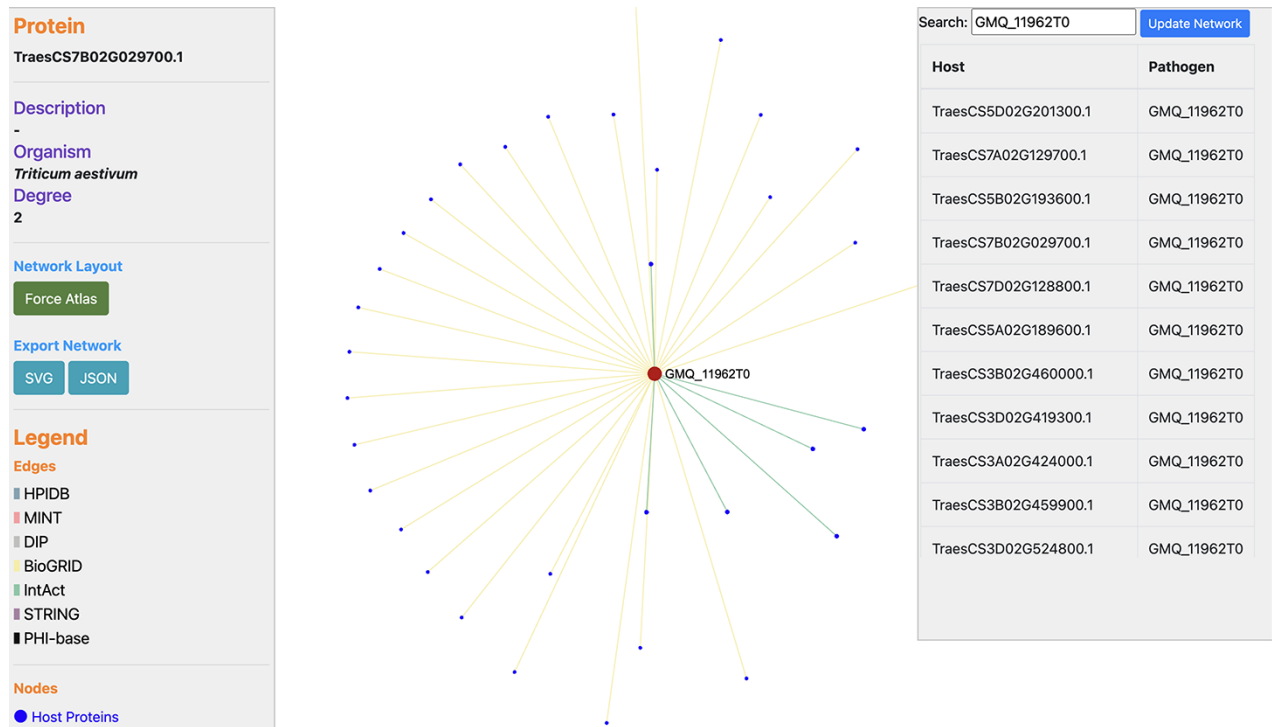 Protein
TraesCS7B02G029700.1
Description
-
Organism
Triticum aestivum
Degree
2
Network Layout
Force Atlas
Export Network
SVG JSON
Legend
Edges
HPIDB
MINT
DIP
BioGRID
IntAct
STRING
PHI-base
Nodes
Host Proteins
GMQ_11962T0
Search: GMQ_11962T0 Update Network
Host Pathogen
TraesCS5D02G201300.1 GMQ_11962T0
TraesCS7A02G129700.1 GMQ_11962T0
TraesCS5B02G193600.1 GMQ_11962T0
TraesCS7B02G029700.1 GMQ_11962T0
TraesCS7D02G128800.1 GMQ_11962T0
TraesCS5A02G189600.1 GMQ_11962T0
TraesCS3B02G460000.1 GMQ_11962T0
TraesCS3D02G419300.1 GMQ_11962T0
TraesCS3A02G424000.1 GMQ_11962T0
TraesCS3B02G459900.1 GMQ_11962T0
TraesCS3D02G524800.1 GMQ_11962T0